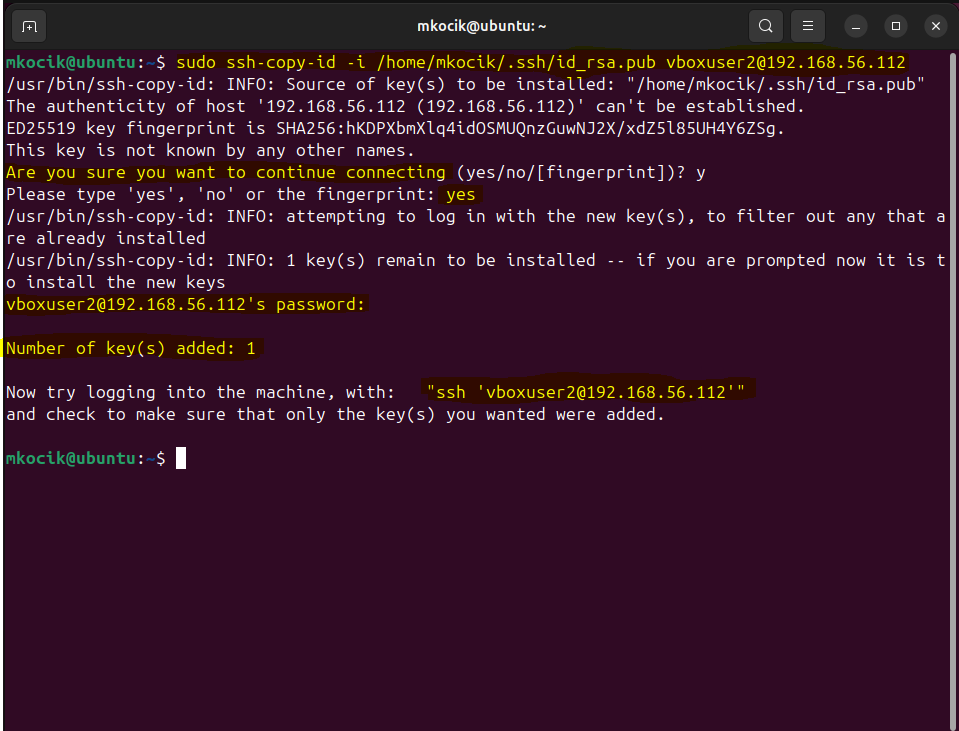 mkocik@ubuntu: ~
mkocik@ubuntu:~$ sudo ssh-copy-id -i /home/mkocik/.ssh/id_rsa.pub vboxuser2@192.168.56.112
/usr/bin/ssh-copy-id: INFO: Source of key(s) to be installed: "/home/mkocik/.ssh/id_rsa.pub"
The authenticity of host '192.168.56.112 (192.168.56.112)' can't be established.
ED25519 key fingerprint is SHA256:hKDPXbmXlq4idOSMUQnzGuwNJ2X/xdZ5l85UH4Y6ZSg.
This key is not known by any other names.
Are you sure you want to continue connecting (yes/no/[fingerprint])? y
Please type 'yes', 'no' or the fingerprint: yes
/usr/bin/ssh-copy-id: INFO: attempting to log in with the new key(s), to filter out any that a
re already installed
/usr/bin/ssh-copy-id: INFO: 1 key(s) remain to be installed -- if you are prompted now it is t
o install the new keys
vboxuser2@192.168.56.112's password:
Number of key(s) added: 1
Now try logging into the machine, with:   "ssh 'vboxuser2@192.168.56.112'"
and check to make sure that only the key(s) you wanted were added.
mkocik@ubuntu:~$